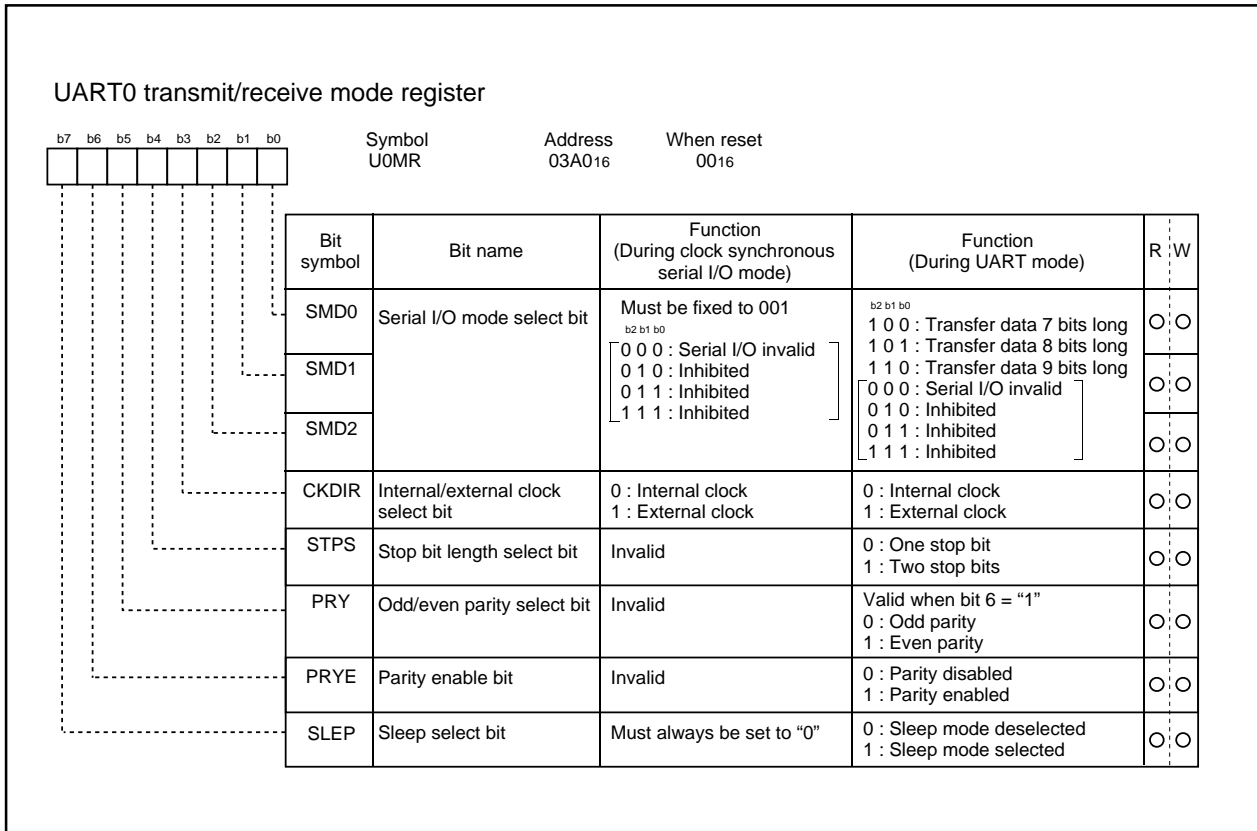 UART0 transmit/receive mode register
b7 b6 b5 b4 b3 b2 b1 b0
Symbol Address When reset
U0MR 03A016 0016
Bit symbol Bit name Function (During clock synchronous serial I/O mode) Function (During UART mode) R W
SMD0 Serial I/O mode select bit
SMD1
SMD2
Must be fixed to 001
b2 b1 b0
0 0 0 : Serial I/O invalid
0 1 0 : Inhibited
0 1 1 : Inhibited
1 1 1 : Inhibited
b2 b1 b0
1 0 0 : Transfer data 7 bits long
1 0 1 : Transfer data 8 bits long
1 1 0 : Transfer data 9 bits long
0 0 0 : Serial I/O invalid
0 1 0 : Inhibited
0 1 1 : Inhibited
1 1 1 : Inhibited
CKDIR Internal/external clock select bit
0 : Internal clock
1 : External clock
0 : Internal clock
1 : External clock
STPS Stop bit length select bit Invalid
0 : One stop bit
1 : Two stop bits
PRY Odd/even parity select bit Invalid
Valid when bit 6 = “1”
0 : Odd parity
1 : Even parity
PRYE Parity enable bit Invalid
0 : Parity disabled
1 : Parity enabled
SLEP Sleep select bit Must always be set to “0”
0 : Sleep mode deselected
1 : Sleep mode selected